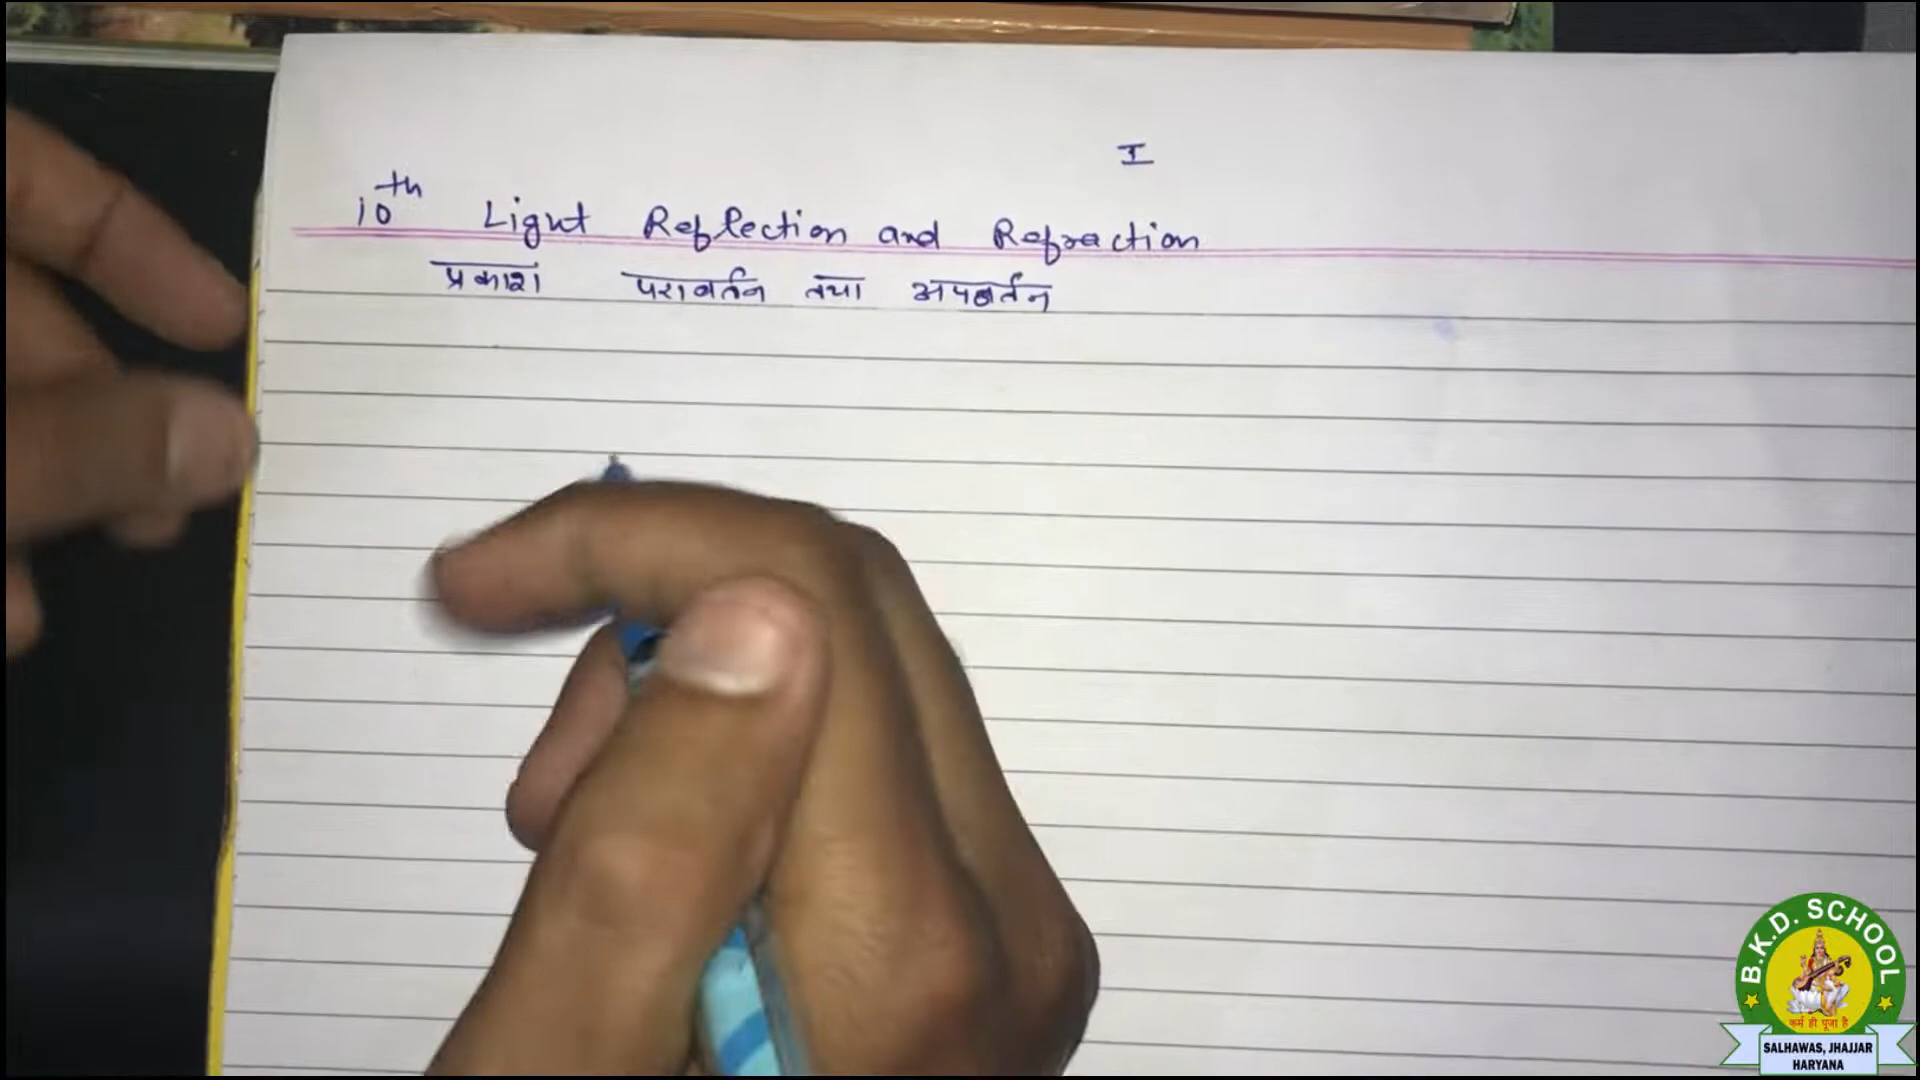 I
10th Light Reflection and Refraction
प्रकाश परावर्तन तथा अपवर्तन
B.K.D. SCHOOL
कर्म ही पूजा है
SALHAWAS, JHAJJAR
HARYANA